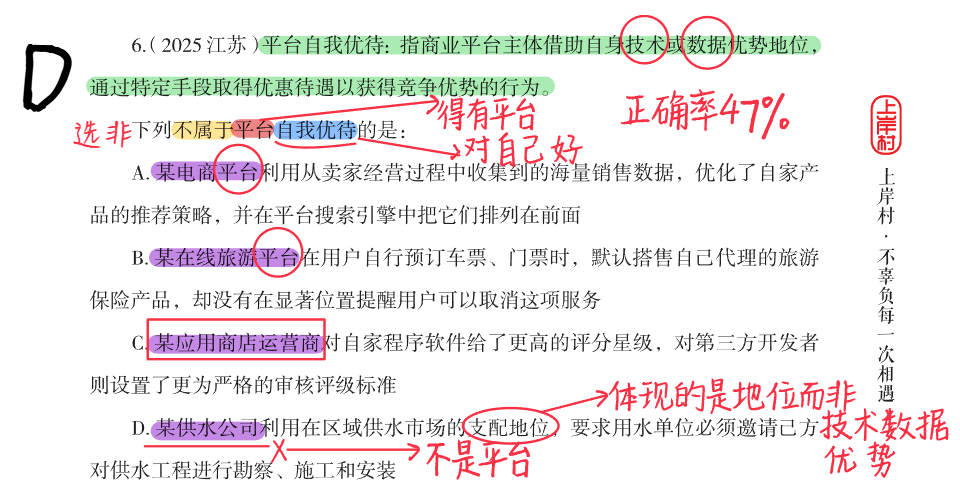 D
6.（2025江苏）平台自我优待：指商业平台主体借助自身技术或数据优势地位，
通过特定手段取得优惠待遇以获得竞争优势的行为。
得有平台
正确率47%
选非
下列不属于平台自我优待的是：
对自己好
A. 某电商平台利用从卖家经营过程中收集到的海量销售数据，优化了自家产
品的推荐策略，并在平台搜索引擎中把它们排列在前面
B. 某在线旅游平台在用户自行预订车票、门票时，默认搭售自己代理的旅游
保险产品，却没有在显著位置提醒用户可以取消这项服务
C. 某应用商店运营商对自家程序软件给了更高的评分星级，对第三方开发者
则设置了更为严格的审核评级标准
体现的是地位而非
技术数据
优势
D. 某供水公司利用在区域供水市场的支配地位，要求用水单位必须邀请己方
不是平台
对供水工程进行勘察、施工和安装
上岸村
上岸村·不辜负每一次相遇